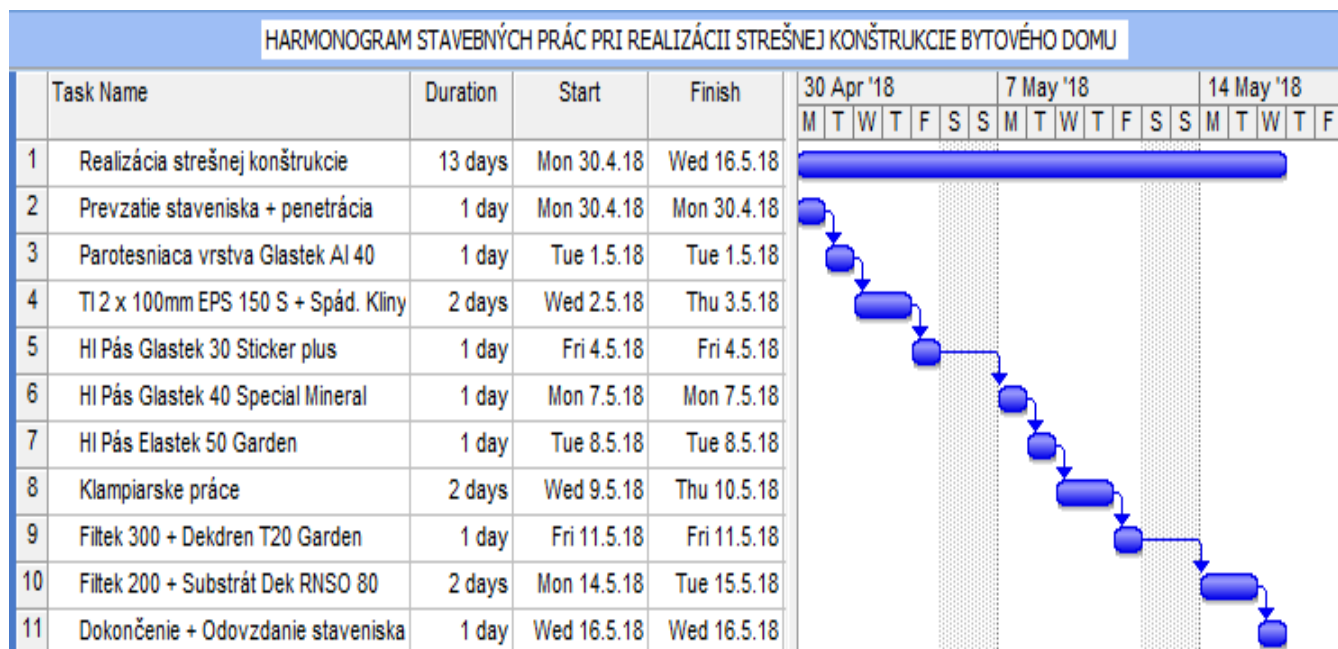 HARMONOGRAM STAVEBNÝCH PRÁC PRI REALIZÁCII STREŠNEJ KONŠTRUKCIE BYTOVÉHO DOMU
Task Name Duration Start Finish 30 Apr '18 7 May '18 14 May '18
M T W T F S S M T W T F S S M T W T F
1 Realizácia strešnej konštrukcie 13 days Mon 30.4.18 Wed 16.5.18
2 Prevzatie staveniska + penetrácia 1 day Mon 30.4.18 Mon 30.4.18
3 Parotesniaca vrstva Glastek Al 40 1 day Tue 1.5.18 Tue 1.5.18
4 TI 2 x 100mm EPS 150 S + Spád. Kliny 2 days Wed 2.5.18 Thu 3.5.18
5 HI Pás Glastek 30 Sticker plus 1 day Fri 4.5.18 Fri 4.5.18
6 HI Pás Glastek 40 Special Mineral 1 day Mon 7.5.18 Mon 7.5.18
7 HI Pás Elastek 50 Garden 1 day Tue 8.5.18 Tue 8.5.18
8 Klampiarske práce 2 days Wed 9.5.18 Thu 10.5.18
9 Filtek 300 + Dekdren T20 Garden 1 day Fri 11.5.18 Fri 11.5.18
10 Filtek 200 + Substrát Dek RNSO 80 2 days Mon 14.5.18 Tue 15.5.18
11 Dokončenie + Odovzdanie staveniska 1 day Wed 16.5.18 Wed 16.5.18